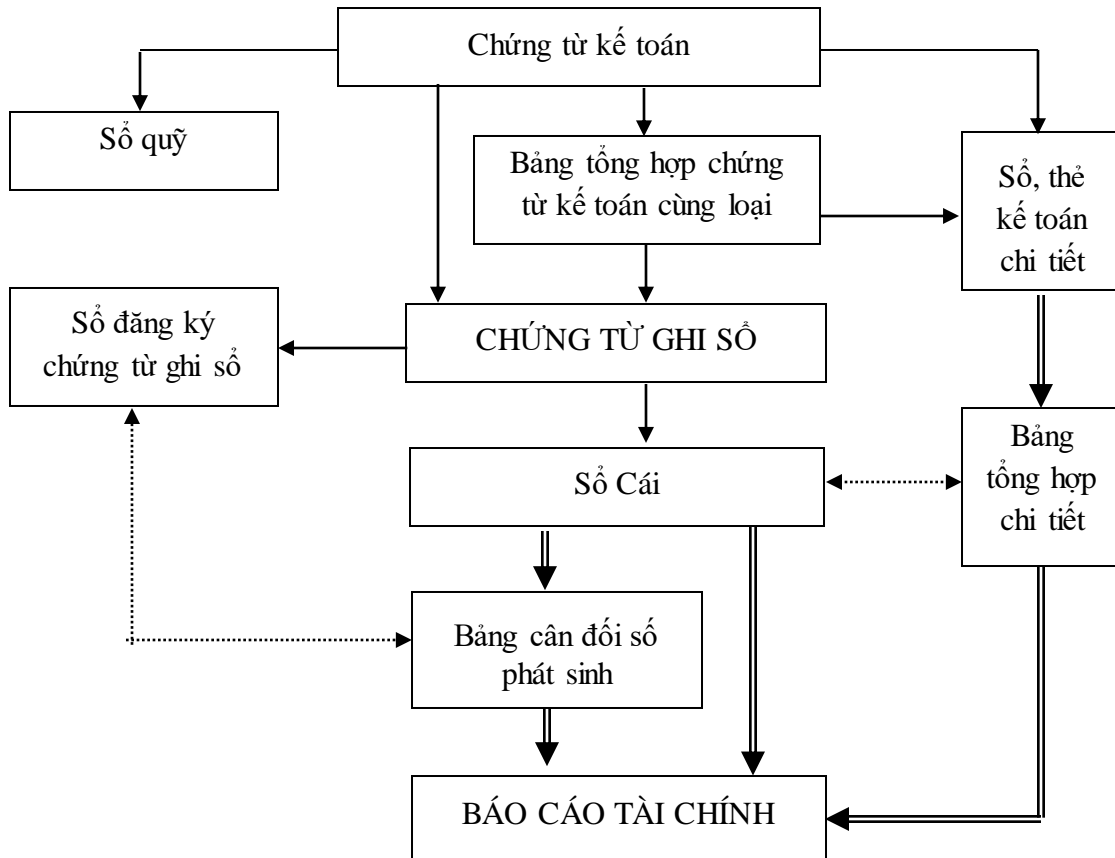 Chứng từ kế toán
Sổ quỹ
Bảng tổng hợp chứng
từ kế toán cùng loại
Sổ, thẻ
kế toán
chi tiết
Sổ đăng ký
chứng từ ghi sổ
CHỨNG TỪ GHI SỔ
Bảng
tổng hợp
chi tiết
Sổ Cái
Bảng cân đối số
phát sinh
BÁO CÁO TÀI CHÍNH